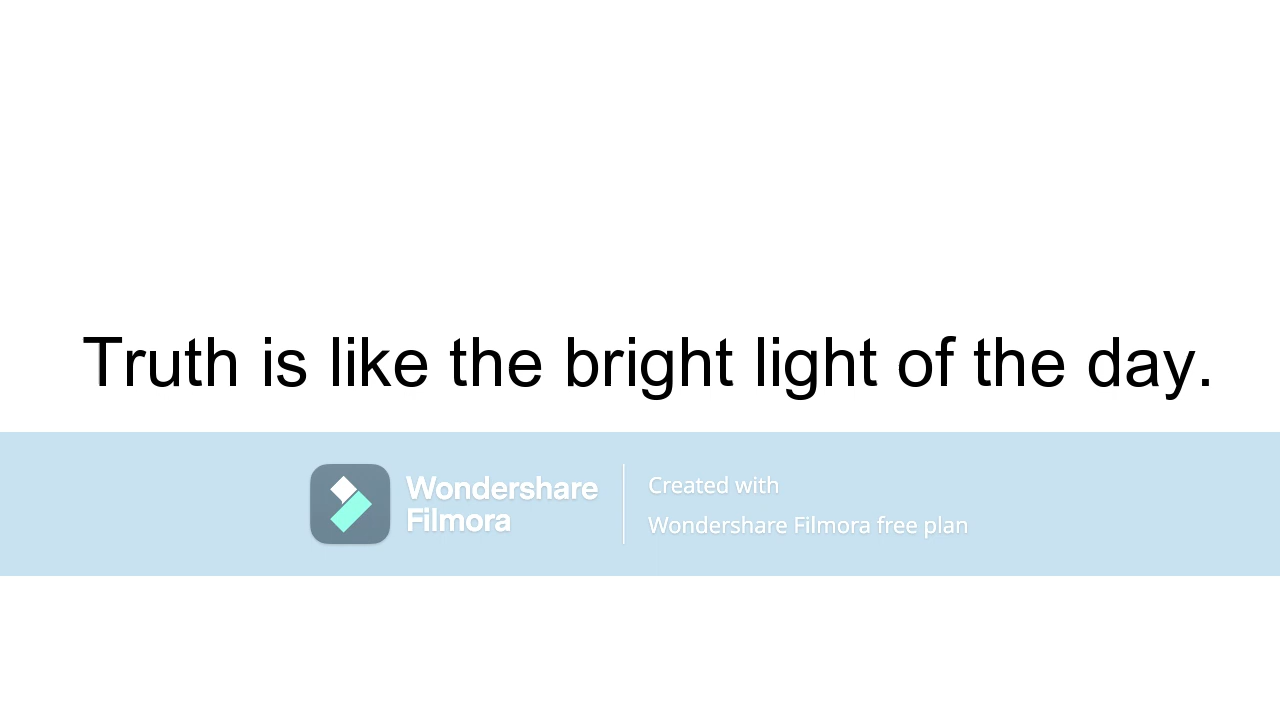 Truth is like the bright light of the day.
Wondershare
Filmora
Created with
Wondershare Filmora free plan